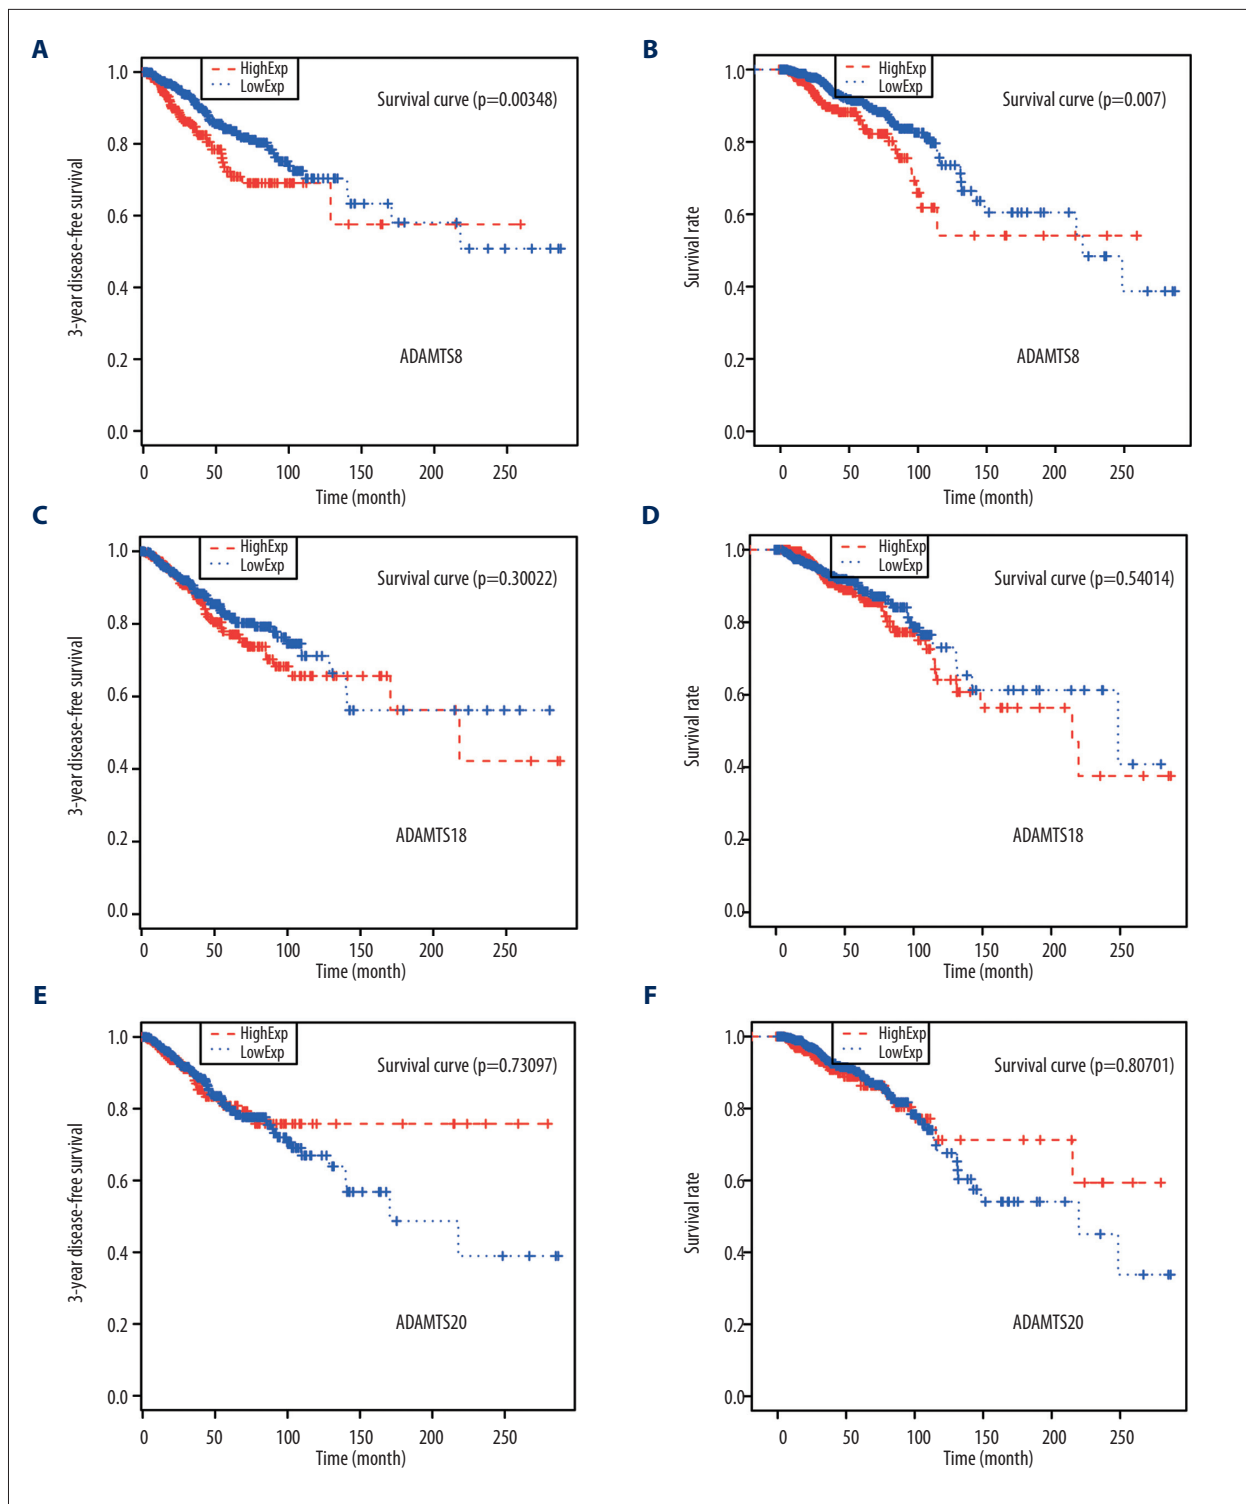 A
HighExp
LowExp
Survival curve (p=0.00348)
3-year disease-free survival
1.0
0.8
0.6
0.4
0.2
0.0
ADAMTS8
0 50 100 150 200 250
Time (month)
B
HighExp
LowExp
Survival curve (p=0.007)
Survival rate
1.0
0.8
0.6
0.4
0.2
0.0
ADAMTS8
0 50 100 150 200 250
Time (month)
C
HighExp
LowExp
Survival curve (p=0.30022)
3-year disease-free survival
1.0
0.8
0.6
0.4
0.2
0.0
ADAMTS18
0 50 100 150 200 250
Time (month)
D
HighExp
LowExp
Survival curve (p=0.54014)
Survival rate
1.0
0.8
0.6
0.4
0.2
0.0
ADAMTS18
0 50 100 150 200 250
Time (month)
E
HighExp
LowExp
Survival curve (p=0.73097)
3-year disease-free survival
1.0
0.8
0.6
0.4
0.2
0.0
ADAMTS20
0 50 100 150 200 250
Time (month)
F
HighExp
LowExp
Survival curve (p=0.80701)
Survival rate
1.0
0.8
0.6
0.4
0.2
0.0
ADAMTS20
0 50 100 150 200 250
Time (month)